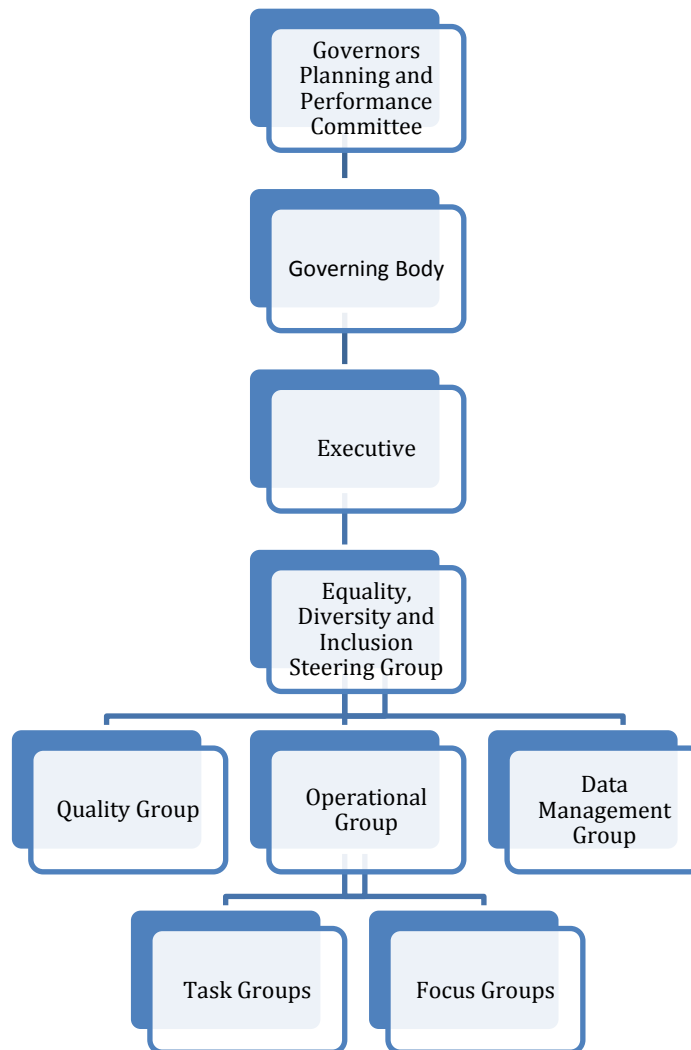 Governors
Planning and
Performance
Committee
Governing Body
Executive
Equality,
Diversity and
Inclusion
Steering Group
Quality Group
Operational
Group
Data
Management
Group
Task Groups
Focus Groups